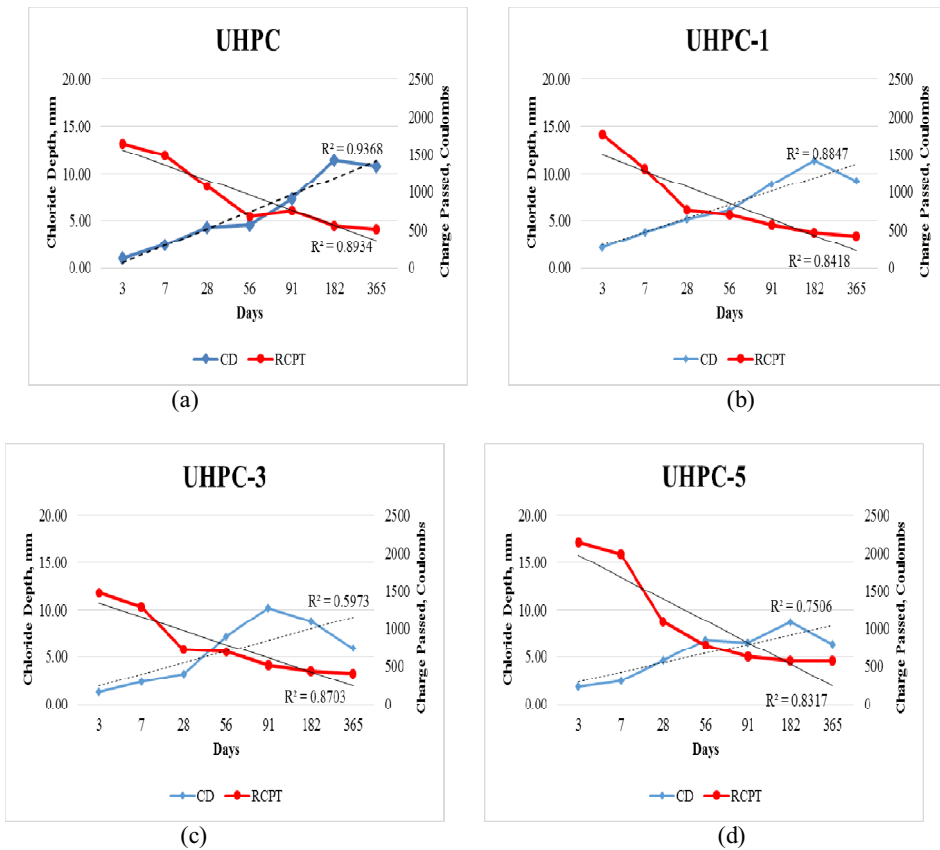 UHPC
20.00
15.00
10.00
5.00
0.00
Chloride Depth, mm
2500
2000
1500
1000
500
0
Charge Passed, Coulombs
R² = 0.9368
R² = 0.8934
3 7 28 56 91 182 365
Days
CD RCPT
(a)
UHPC-1
20.00
15.00
10.00
5.00
0.00
Chloride Depth, mm
2500
2000
1500
1000
500
0
Charge Passed, Coulombs
R² = 0.8847
R² = 0.8418
3 7 28 56 91 182 365
Days
CD RCPT
(b)
UHPC-3
20.00
15.00
10.00
5.00
0.00
Chloride Depth, mm
2500
2000
1500
1000
500
0
Charge Passed, Coulombs
R² = 0.5973
R² = 0.8703
3 7 28 56 91 182 365
Days
CD RCPT
(c)
UHPC-5
20.00
15.00
10.00
5.00
0.00
Chloride Depth, mm
2500
2000
1500
1000
500
0
Charge Passed, Coulombs
R² = 0.7506
R² = 0.8317
3 7 28 56 91 182 365
Days
CD RCPT
(d)